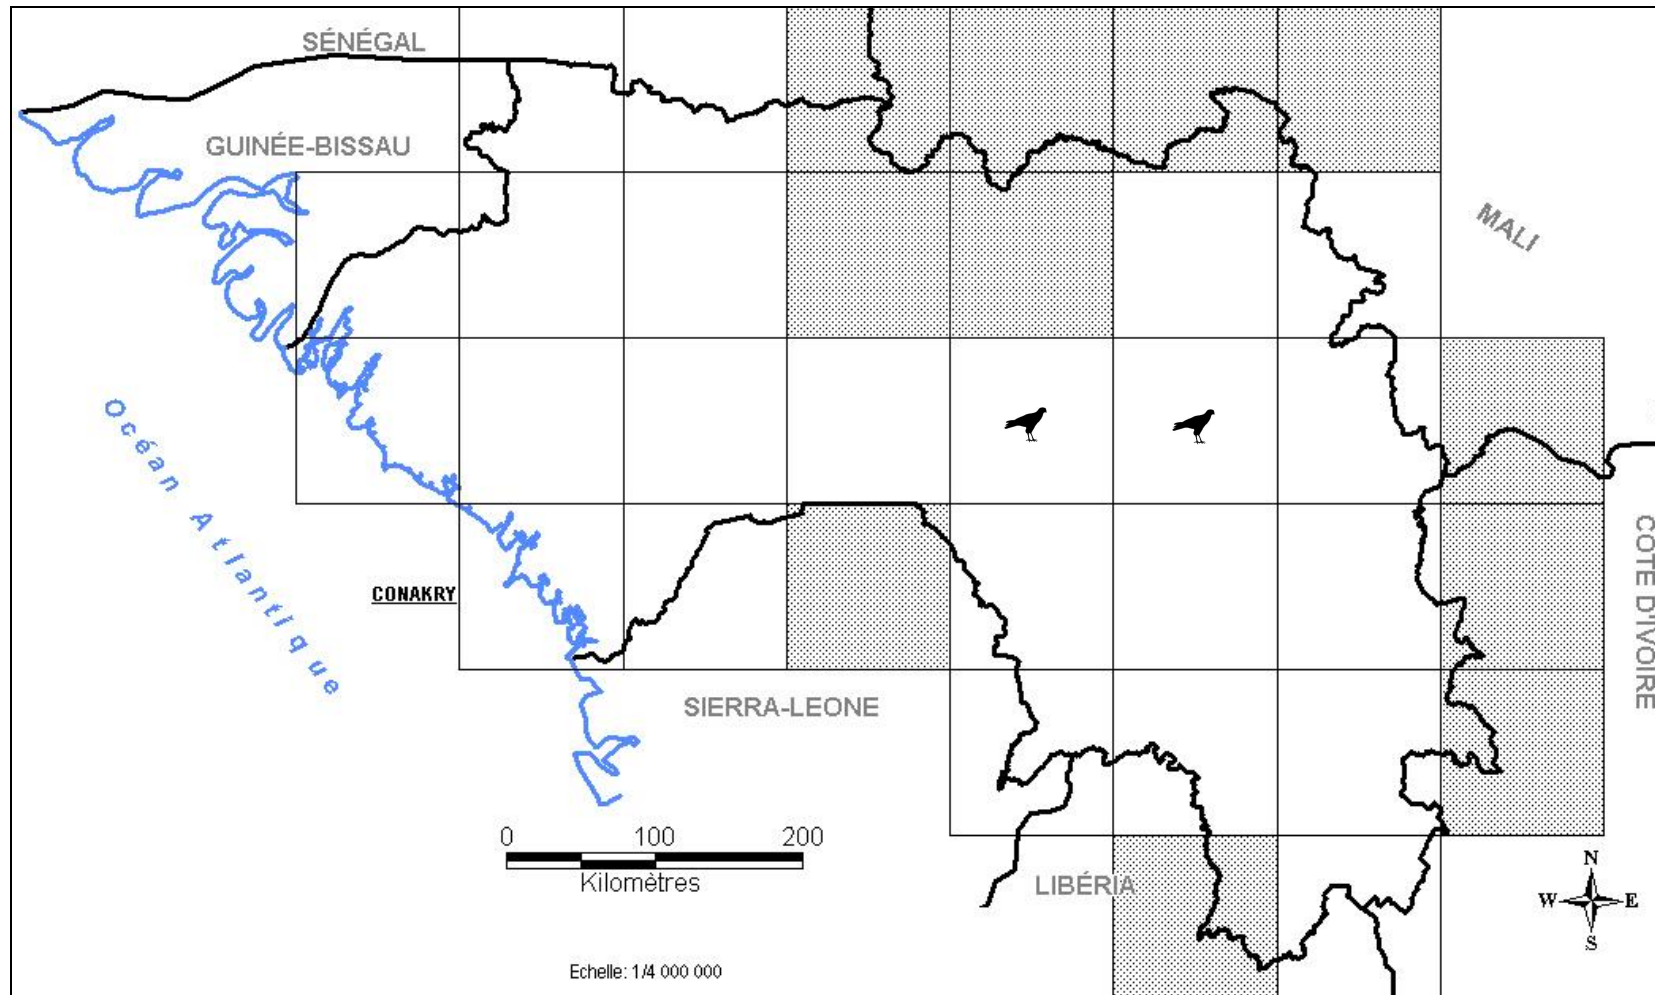 SÉNÉGAL
GUINÉE-BISSAU
MALI
Océan Atlantique
CONAKRY
COTE D'IVOIRE
SIERRA-LEONE
0 100 200
Kilomètres
LIBÉRIA
N
W E
S
Echelle: 1/4 000 000